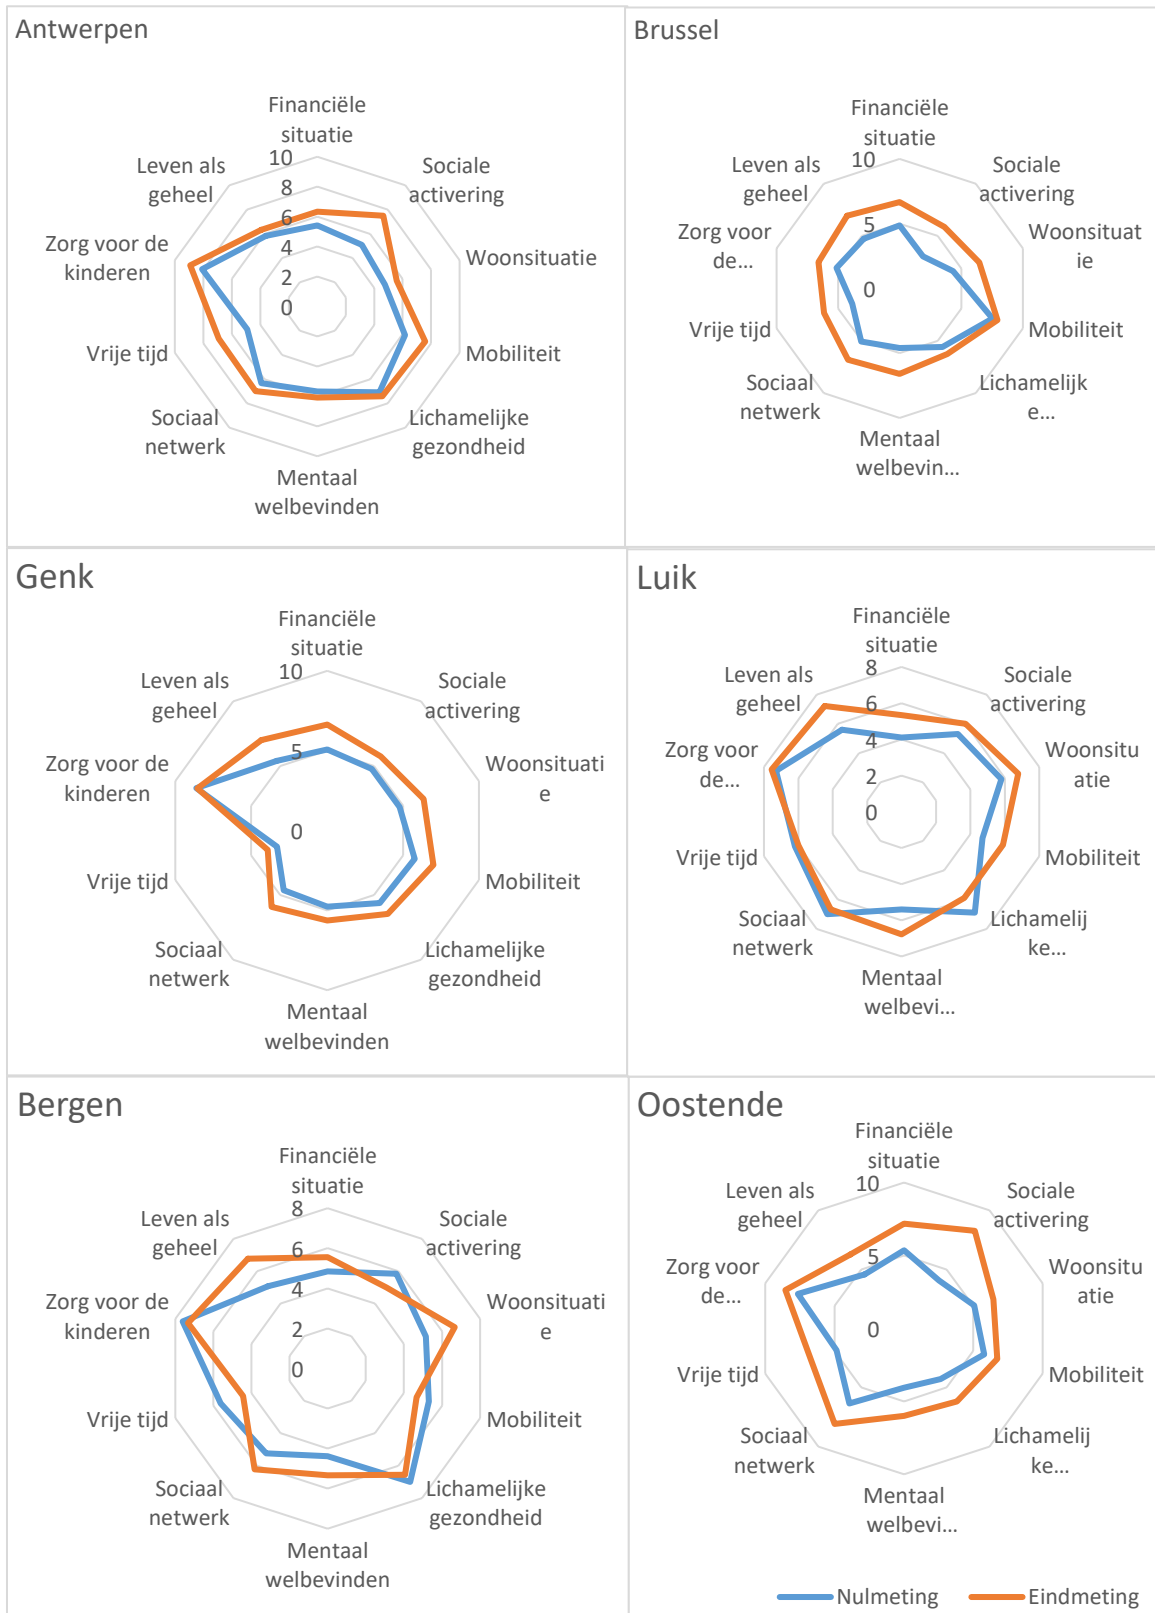 Antwerpen
Financiële
situatie
Sociale
activering
Woonsituatie
Mobiliteit
Lichamelijke
gezondheid
Mentaal
welbevinden
Sociaal
netwerk
Vrije tijd
Zorg voor de
kinderen
Leven als
geheel
10
8
6
4
2
0
Brussel
Financiële
situatie
Sociale
activering
Woonsituat
ie
Mobiliteit
Lichamelijk
e...
Mentaal
welbevin...
Sociaal
netwerk
Vrije tijd
Zorg voor
de...
Leven als
geheel
10
5
0
Genk
Financiële
situatie
Sociale
activering
Woonsituati
e
Mobiliteit
Lichamelijke
gezondheid
Mentaal
welbevinden
Sociaal
netwerk
Vrije tijd
Zorg voor de
kinderen
Leven als
geheel
10
5
0
Luik
Financiële
situatie
Sociale
activering
Woonsitu
atie
Mobiliteit
Lichamelij
ke...
Mentaal
welbevi...
Sociaal
netwerk
Vrije tijd
Zorg voor
de...
Leven als
geheel
8
6
4
2
0
Bergen
Financiële
situatie
Sociale
activering
Woonsituati
e
Mobiliteit
Lichamelijke
gezondheid
Mentaal
welbevinden
Sociaal
netwerk
Vrije tijd
Zorg voor de
kinderen
Leven als
geheel
8
6
4
2
0
Oostende
Financiële
situatie
Sociale
activering
Woonsitu
atie
Mobiliteit
Lichamelij
ke...
Mentaal
welbevi...
Sociaal
netwerk
Vrije tijd
Zorg voor
de...
Leven als
geheel
10
5
0
Nulmeting
Eindmeting